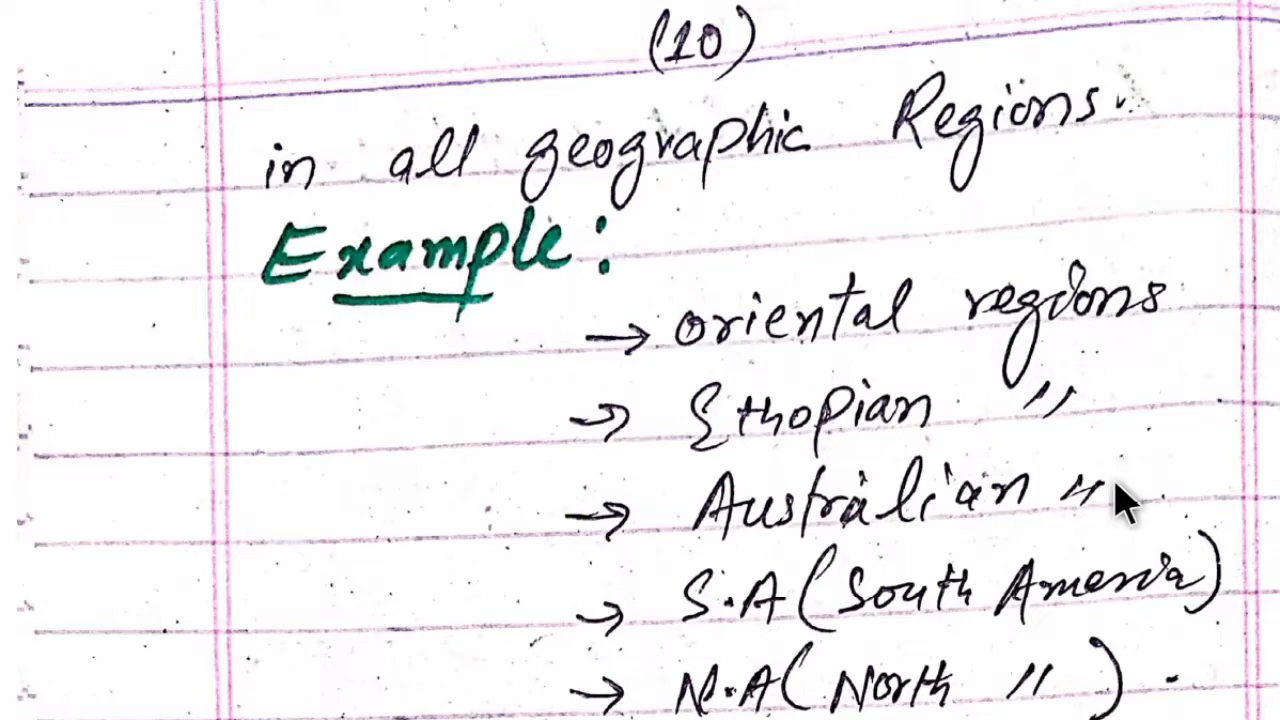 (10)
in all geographic Regions.
Example:
→ oriental regions
→ Ethopian "
→ Australian "
→ S.A (South America)
→ N.A (North " ) .